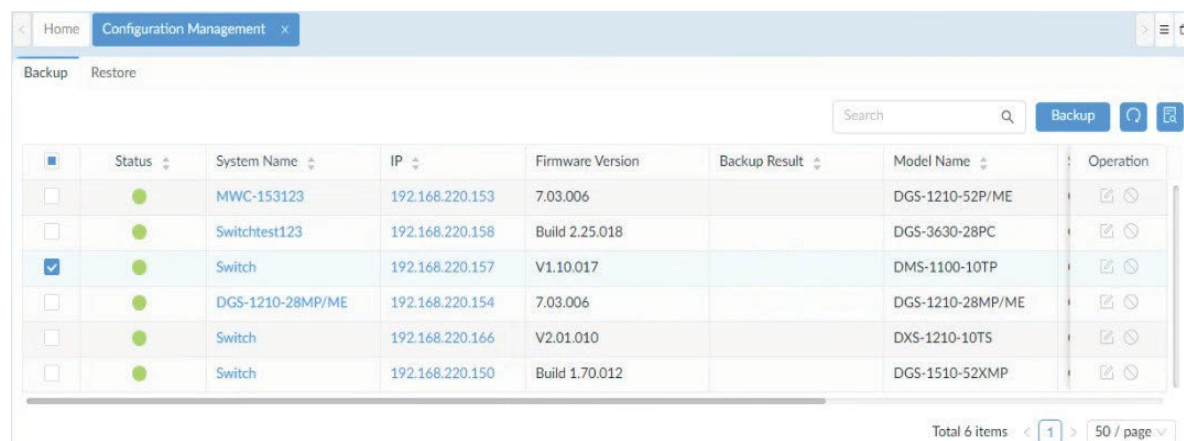 Home Configuration Management x
Backup Restore
Search Backup
Status System Name IP Firmware Version Backup Result Model Name Operation
MWC-153123 192.168.220.153 7.03.006 DGS-1210-52P/ME
Switchtest123 192.168.220.158 Build 2.25.018 DGS-3630-28PC
Switch 192.168.220.157 V1.10.017 DMS-1100-10TP
DGS-1210-28MP/ME 192.168.220.154 7.03.006 DGS-1210-28MP/ME
Switch 192.168.220.166 V2.01.010 DXS-1210-10TS
Switch 192.168.220.150 Build 1.70.012 DGS-1510-52XMP
Total 6 items < 1 > 50 / page